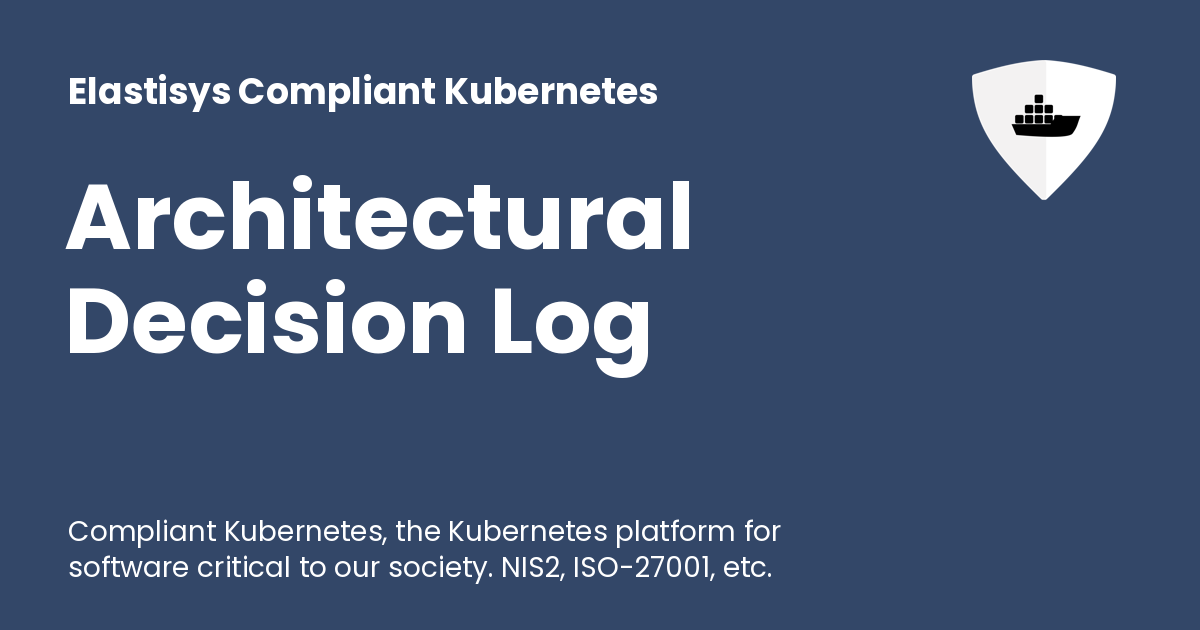 Elastisys Compliant Kubernetes
Architectural
Decision Log
Compliant Kubernetes, the Kubernetes platform for
software critical to our society. NIS2, ISO-27001, etc.